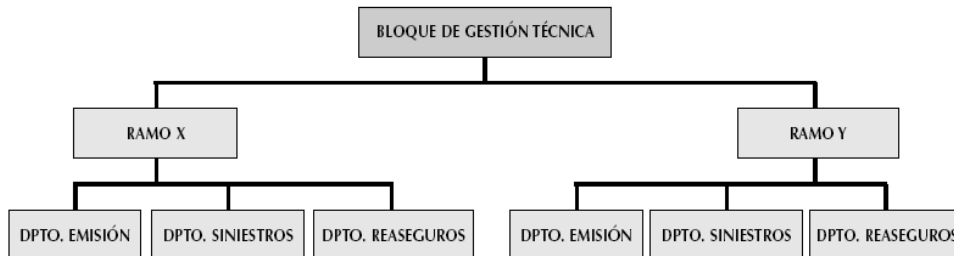 BLOQUE DE GESTIÓN TÉCNICA
RAMO X
RAMO Y
DPTO. EMISIÓN
DPTO. SINIESTROS
DPTO. REASEGUROS
DPTO. EMISIÓN
DPTO. SINIESTROS
DPTO. REASEGUROS